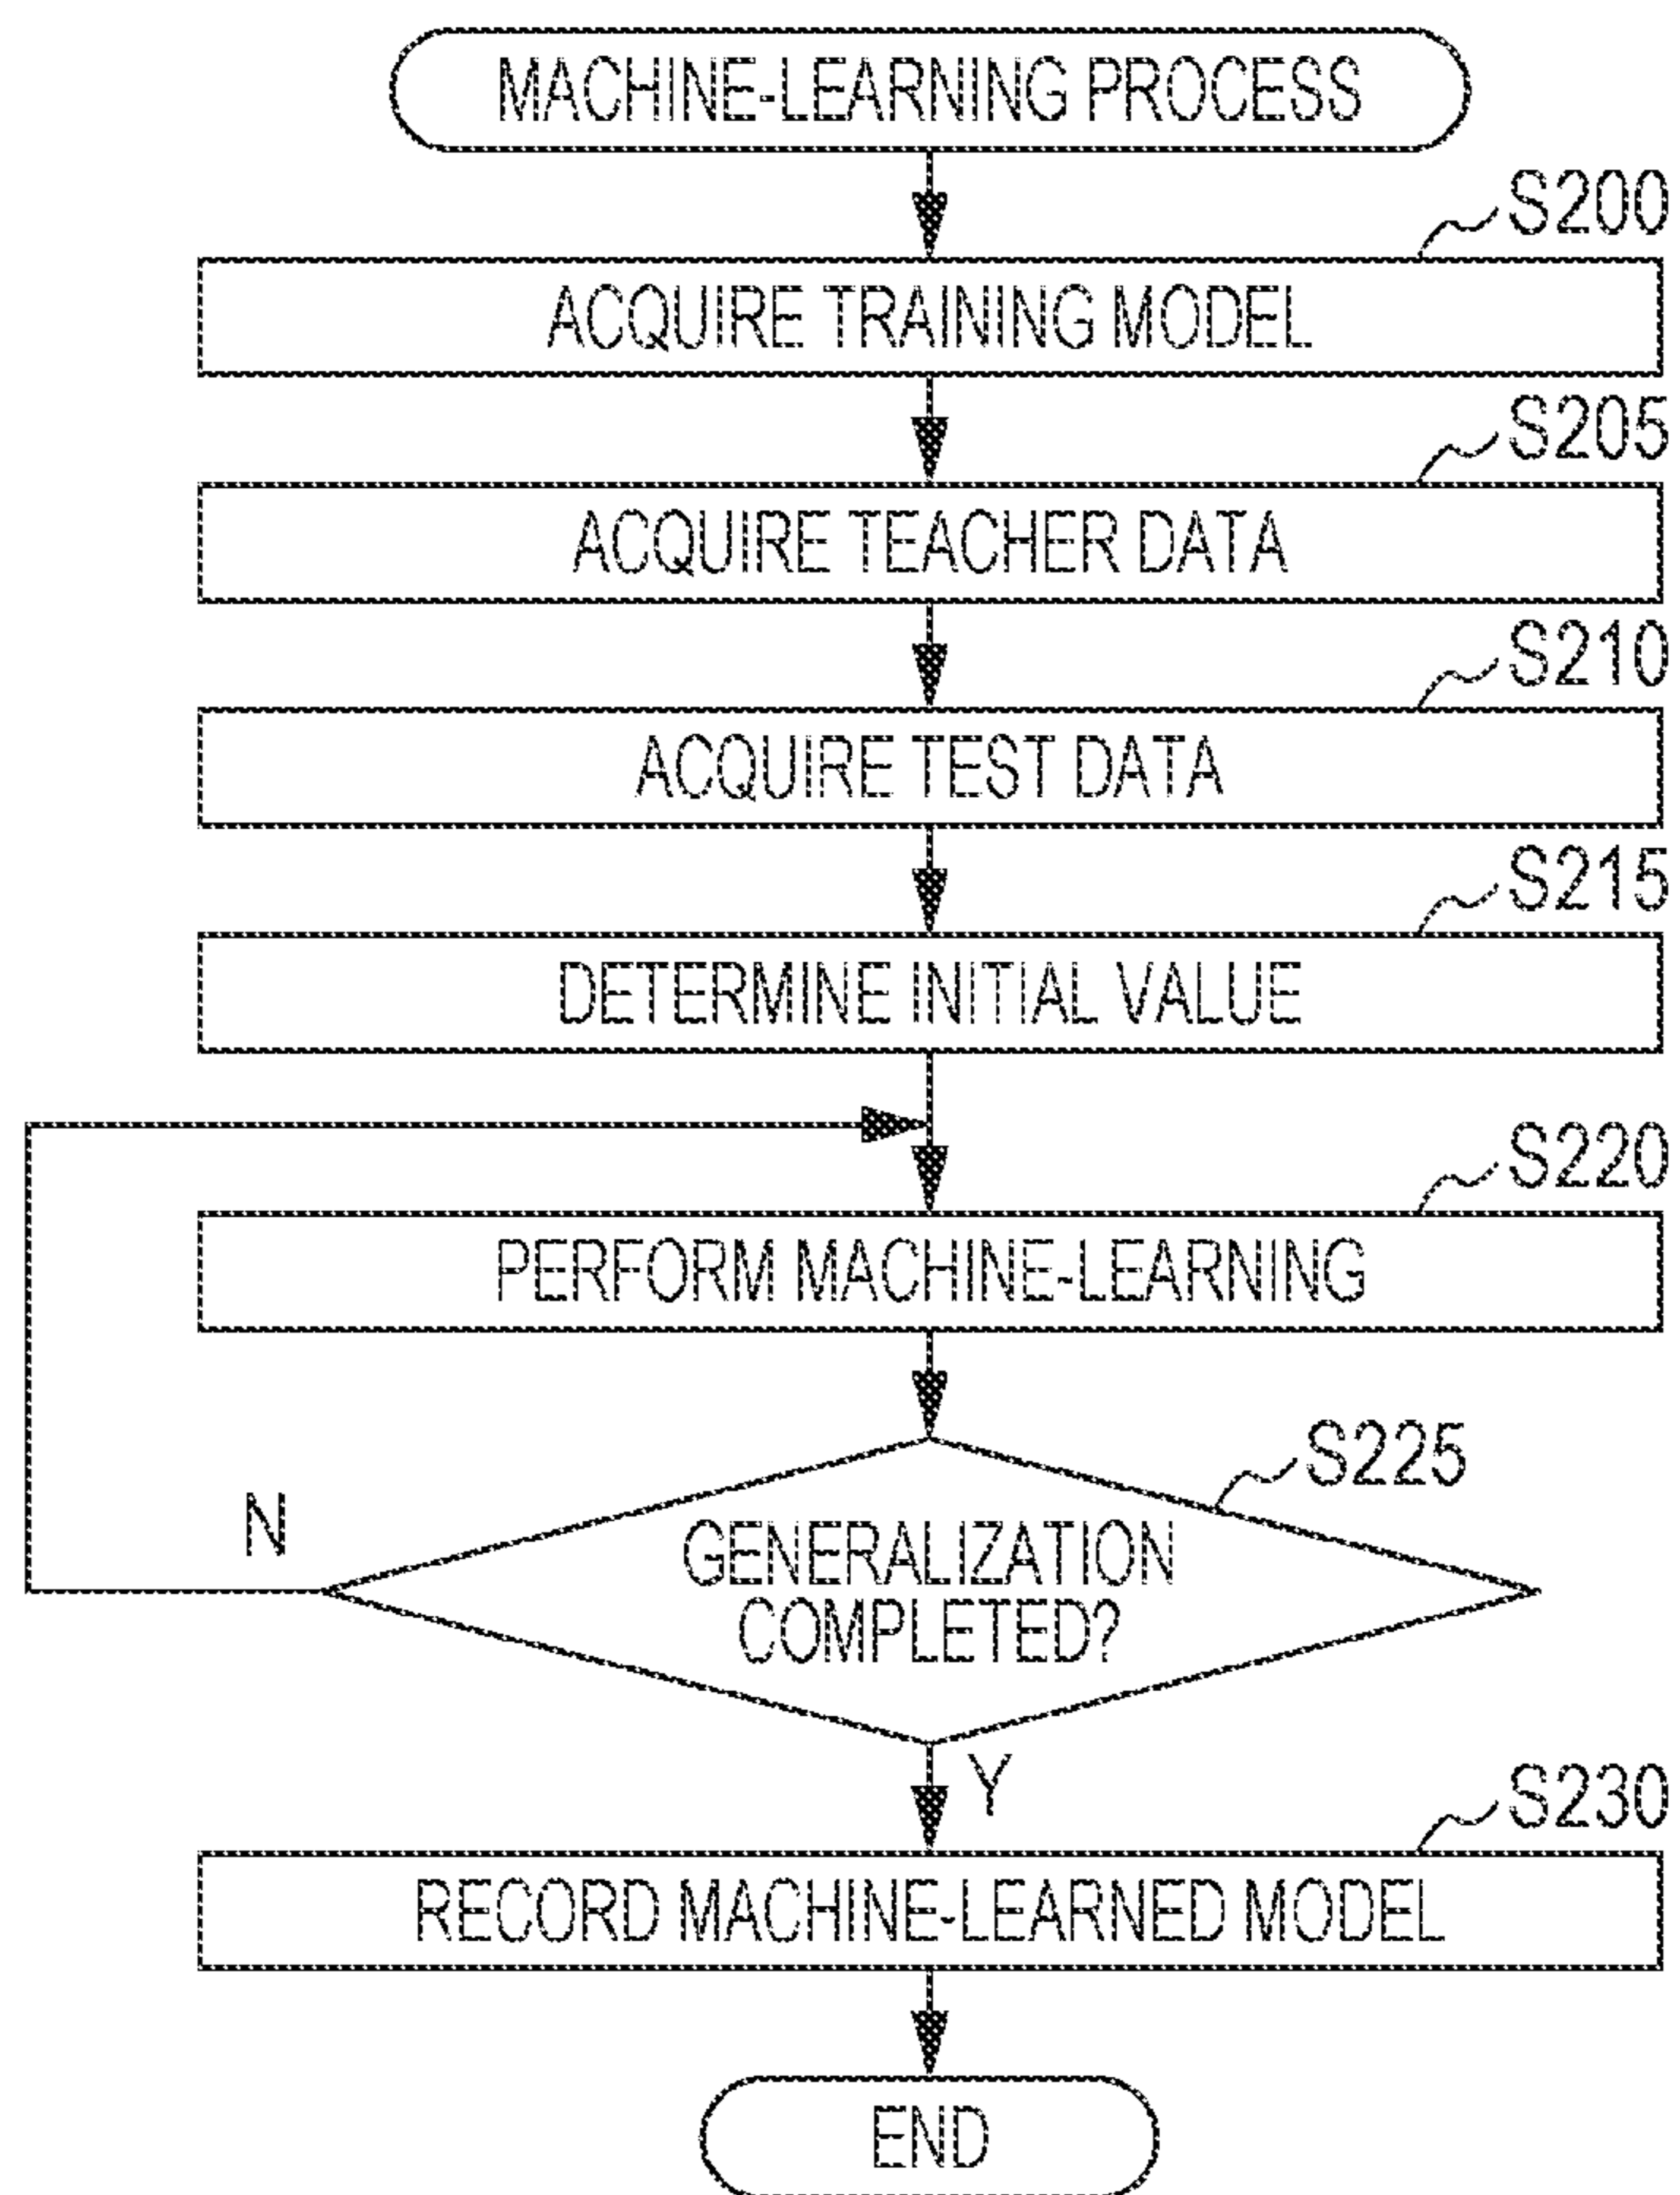 MACHINE-LEARNING PROCESS
S200
ACQUIRE TRAINING MODEL
S205
ACQUIRE TEACHER DATA
S210
ACQUIRE TEST DATA
S215
DETERMINE INITIAL VALUE
S220
PERFORM MACHINE-LEARNING
S225
N
GENERALIZATION
COMPLETED?
Y
S230
RECORD MACHINE-LEARNED MODEL
END